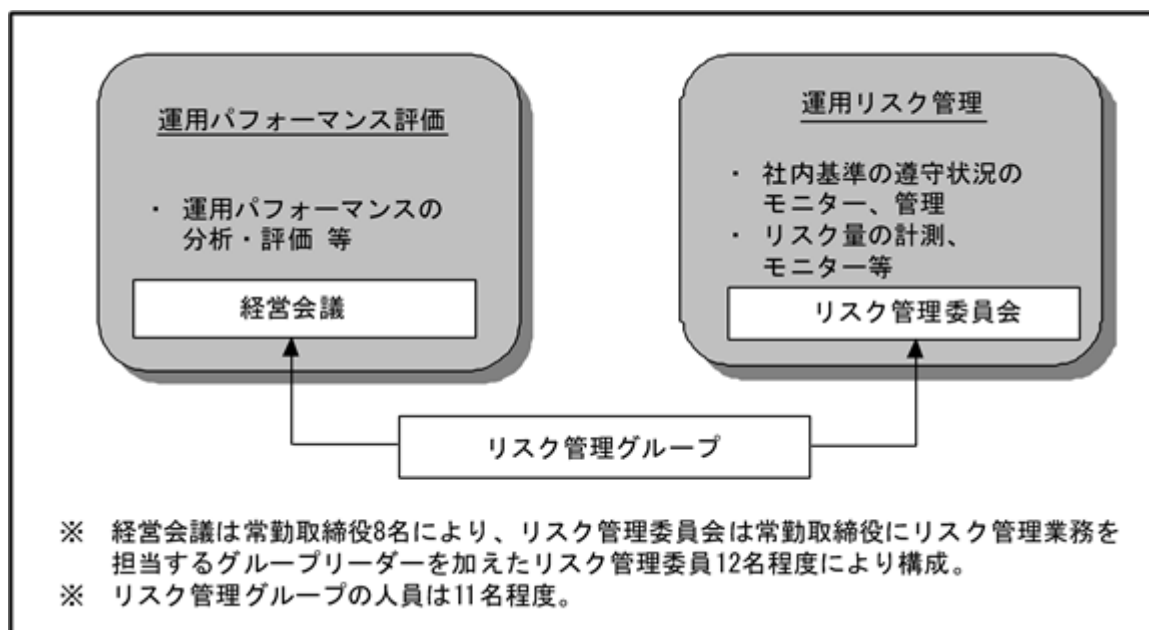 運用パフォーマンス評価
・ 運用パフォーマンスの
分析・評価 等
経営会議
運用リスク管理
・ 社内基準の遵守状況の
モニター、管理
・ リスク量の計測、
モニター等
リスク管理委員会
リスク管理グループ
※ 経営会議は常勤取締役8名により、リスク管理委員会は常勤取締役にリスク管理業務を
担当するグループリーダーを加えたリスク管理委員12名程度により構成。
※ リスク管理グループの人員は11名程度。